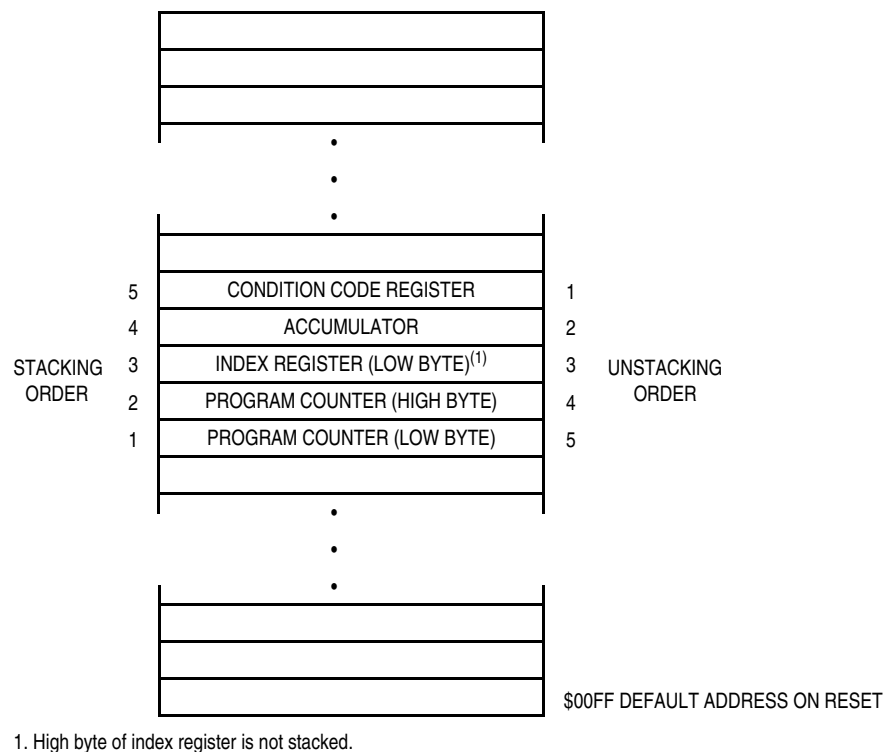 5 CONDITION CODE REGISTER 1
4 ACCUMULATOR 2
STACKING ORDER
3 INDEX REGISTER (LOW BYTE)(1) 3
UNSTACKING ORDER
2 PROGRAM COUNTER (HIGH BYTE) 4
1 PROGRAM COUNTER (LOW BYTE) 5
$00FF DEFAULT ADDRESS ON RESET
1. High byte of index register is not stacked.